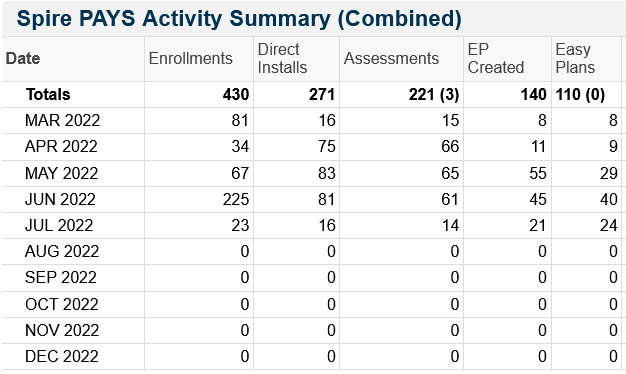 Spire PAYS Activity Summary (Combined)
Date Enrollments Direct Installs Assessments EP Created Easy Plans
Totals 430 271 221 (3) 140 110 (0)
MAR 2022 81 16 15 8 8
APR 2022 34 75 66 11 9
MAY 2022 67 83 65 55 29
JUN 2022 225 81 61 45 40
JUL 2022 23 16 14 21 24
AUG 2022 0 0 0 0 0
SEP 2022 0 0 0 0 0
OCT 2022 0 0 0 0 0
NOV 2022 0 0 0 0 0
DEC 2022 0 0 0 0 0